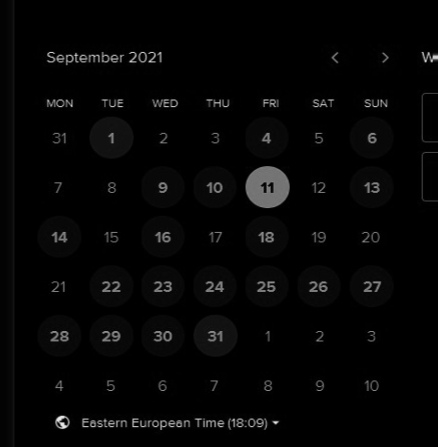 September 2021
MON TUE WED THU FRI SAT SUN
31 1 2 3 4 5 6
7 8 9 10 11 12 13
14 15 16 17 18 19 20
21 22 23 24 25 26 27
28 29 30 31 1 2 3
4 5 6 7 8 9 10
Eastern European Time (18:09)